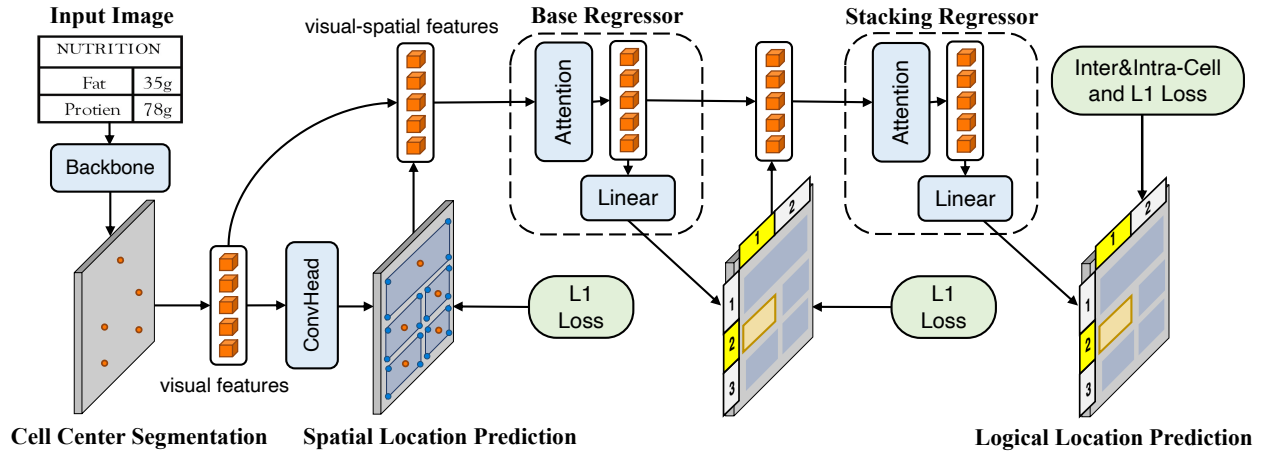 Input Image
NUTRITION
Fat 35g
Protien 78g
Backbone
Cell Center Segmentation
visual features
ConvHead
visual-spatial features
Spatial Location Prediction
L1
Loss
Base Regressor
Attention
Linear
1 2
1
2
3
L1
Loss
Stacking Regressor
Attention
Linear
Inter&Intra-Cell
and L1 Loss
1 2
1
2
3
Logical Location Prediction